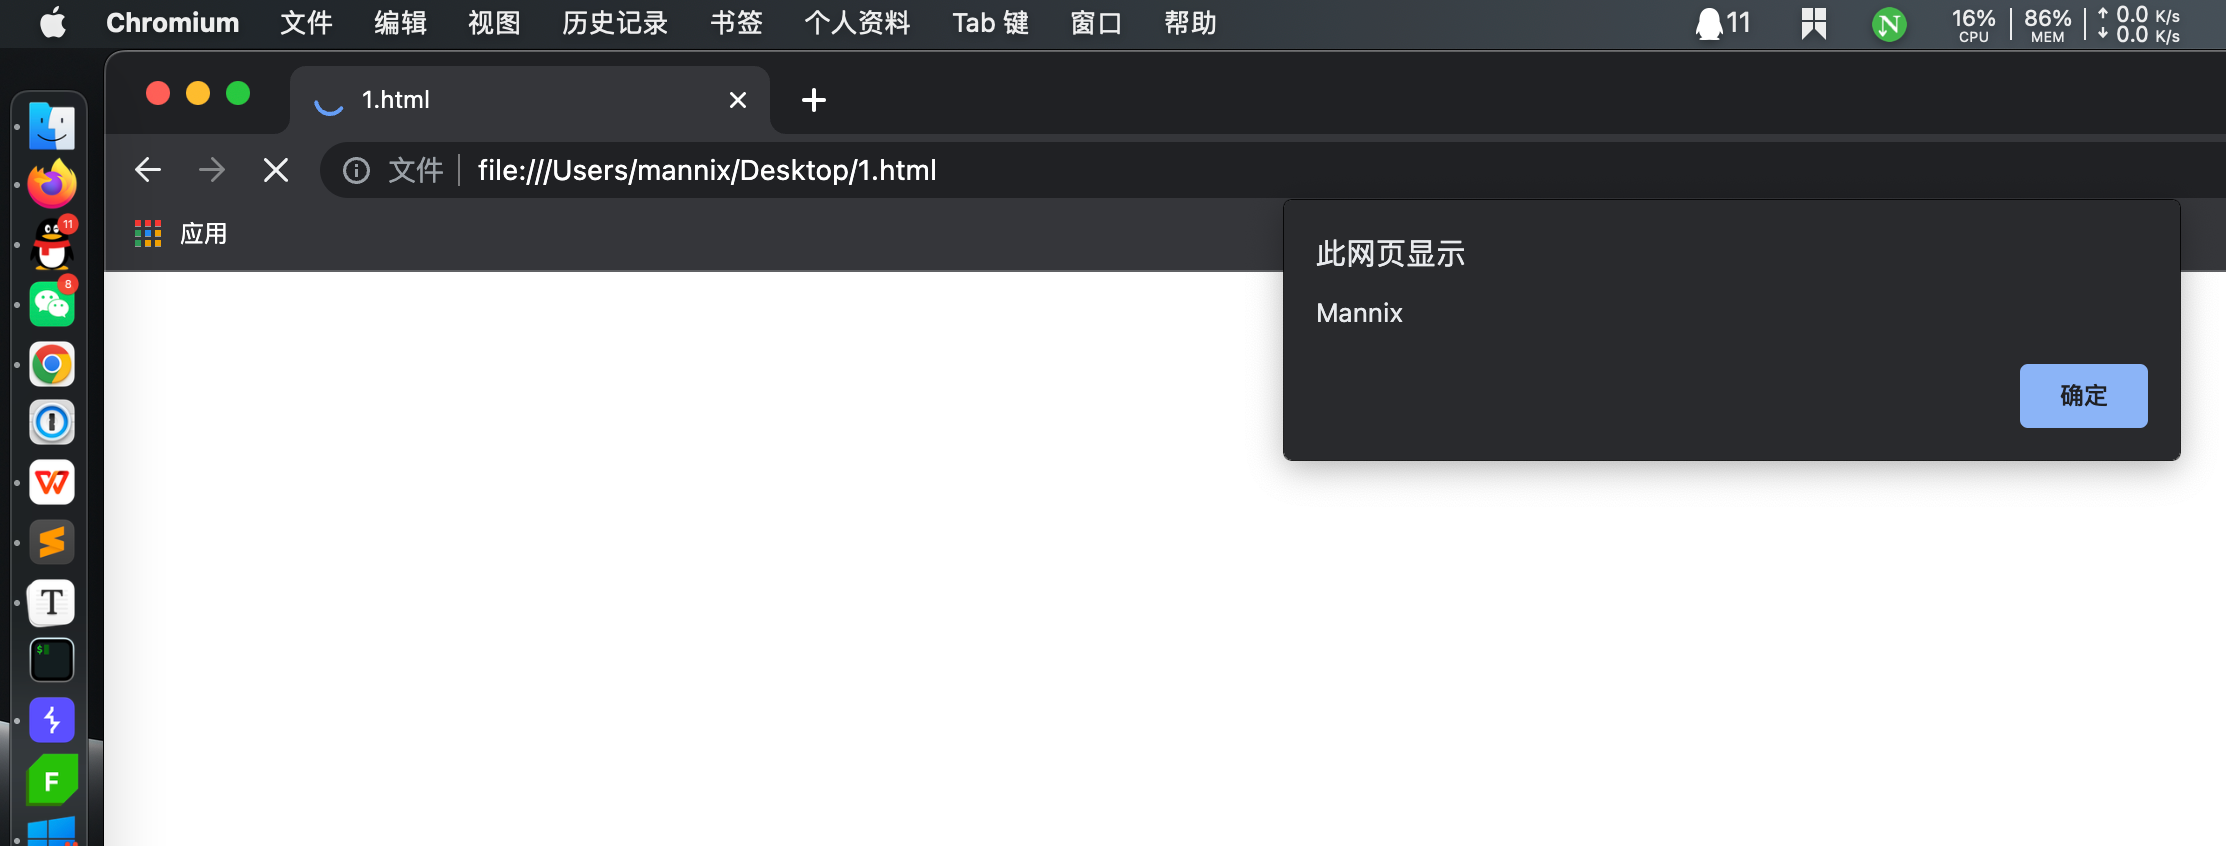 Chromium 文件 编辑 视图 历史记录 书签 个人资料 Tab 键 窗口 帮助 11 N 16% CPU 86% MEM 0.0 K/s 0.0 K/s
1.html
文件 file:///Users/mannix/Desktop/1.html
应用
此网页显示
Mannix
确定
11
8
W
T
$
F